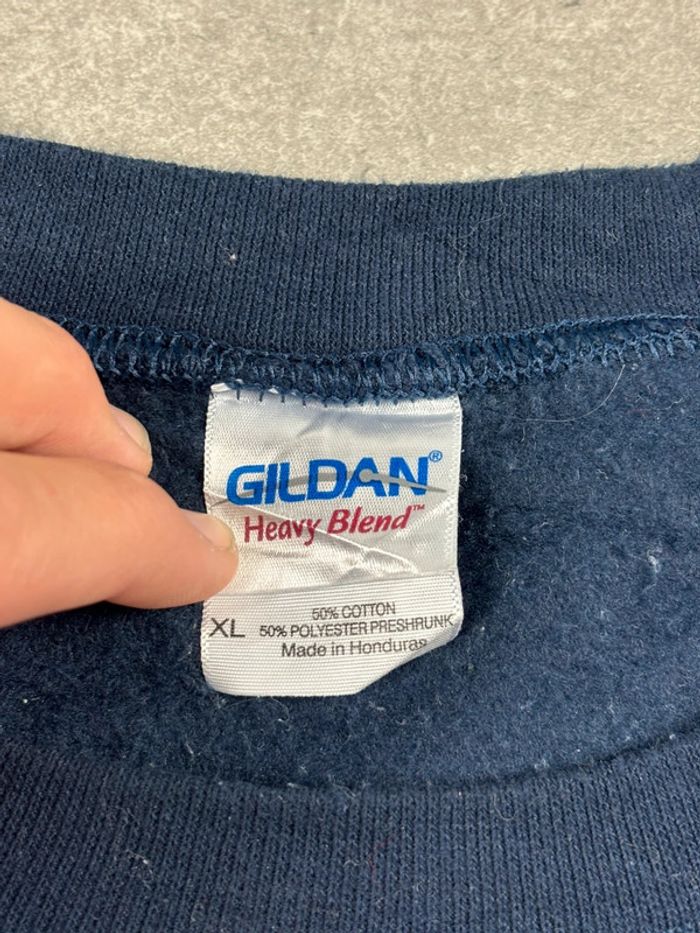 GILDAN®
Heavy Blend™
50% COTTON
XL 50% POLYESTER PRESHRUNK
Made in Honduras